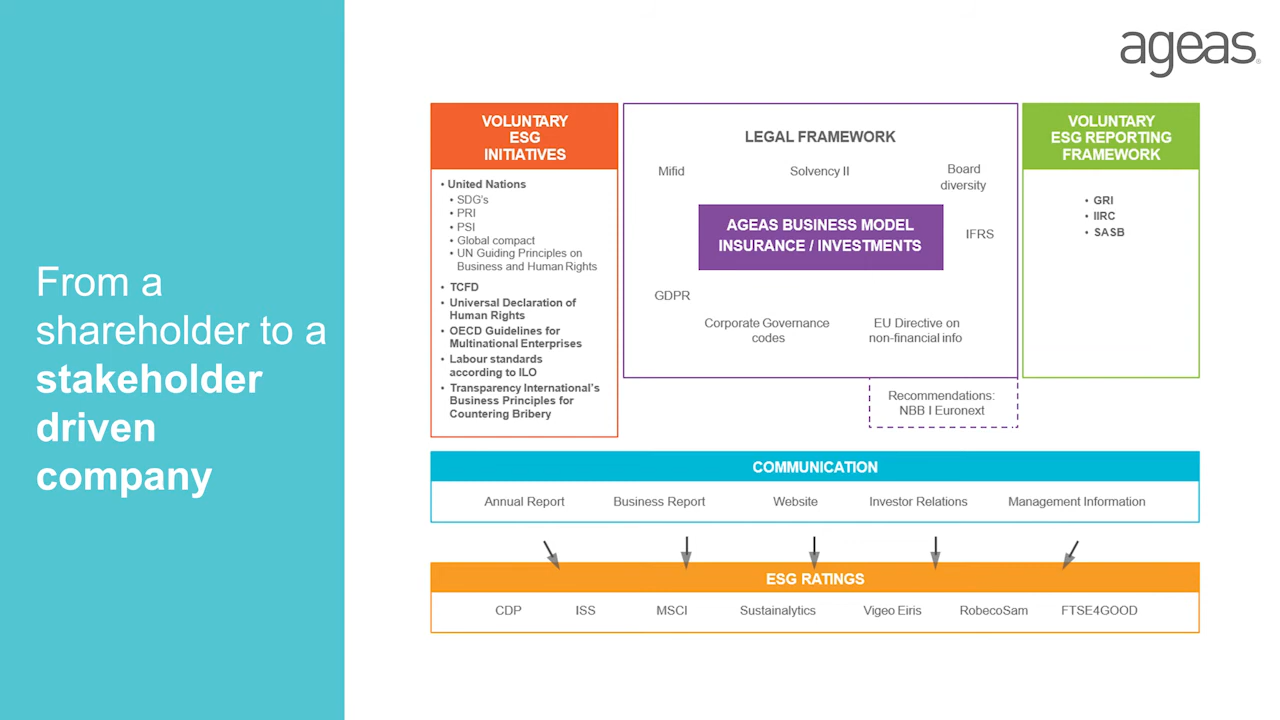 ageas
From a
shareholder to a
stakeholder
driven
company
VOLUNTARY
ESG
INITIATIVES
• United Nations
• SDG's
• PRI
• PSI
• Global compact
• UN Guiding Principles on
Business and Human Rights
• TCFD
• Universal Declaration of
Human Rights
• OECD Guidelines for
Multinational Enterprises
• Labour standards
according to ILO
• Transparency International's
Business Principles for
Countering Bribery
LEGAL FRAMEWORK
Mifid
Solvency II
Board
diversity
AGEAS BUSINESS MODEL
INSURANCE / INVESTMENTS
IFRS
GDPR
Corporate Governance
codes
EU Directive on
non-financial info
Recommendations:
NBB I Euronext
VOLUNTARY
ESG REPORTING
FRAMEWORK
• GRI
• IIRC
• SASB
COMMUNICATION
Annual Report
Business Report
Website
Investor Relations
Management Information
ESG RATINGS
CDP
ISS
MSCI
Sustainalytics
Vigeo Eiris
RobecoSam
FTSE4GOOD